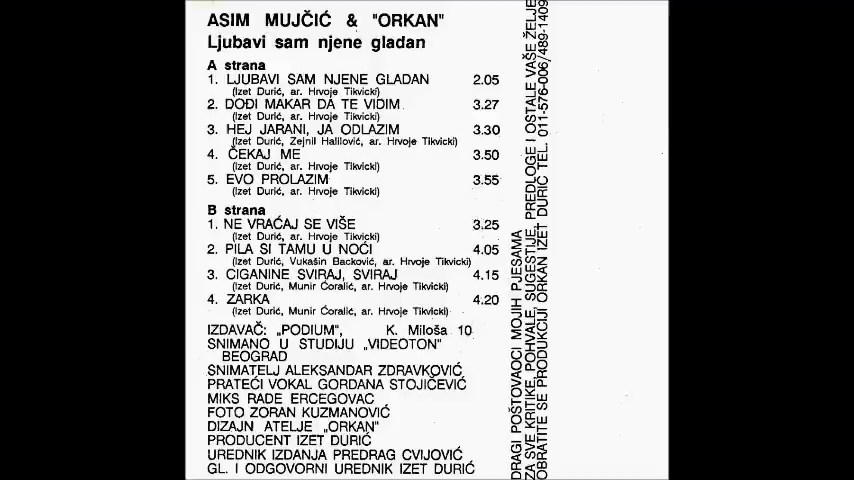 ASIM MUJČIĆ & "ORKAN"
Ljubavi sam njene gladan
A strana
1. LJUBAVI SAM NJENE GLADAN 2.05
(Izet Durić, ar. Hrvoje Tikvicki)
2. DOĐI MAKAR DA TE VIDIM 3.27
(Izet Durić, ar. Hrvoje Tikvicki)
3. HEJ JARANI, JA ODLAZIM 3.30
(Izet Durić, Zejnil Halilović, ar. Hrvoje Tikvicki)
4. ČEKAJ ME 3.50
(Izet Durić, ar. Hrvoje Tikvicki)
5. EVO PROLAZIM 3.55
(Izet Durić, ar. Hrvoje Tikvicki)
B strana
1. NE VRAĆAJ SE VIŠE 3.25
(Izet Durić, ar. Hrvoje Tikvicki)
2. PILA SI TAMU U NOĆI 4.05
(Izet Durić, Vukašin Backović, ar. Hrvoje Tikvicki)
3. CIGANINE SVIRAJ, SVIRAJ 4.15
(Izet Durić, Munir Ćoralić, ar. Hrvoje Tikvicki)
4. ZARKA 4.20
(Izet Durić, Munir Ćoralić, ar. Hrvoje Tikvicki)
IZDAVAČ: „PODIUM", K. Miloša 10
SNIMANO U STUDIJU „VIDEOTON"
BEOGRAD
SNIMATELJ ALEKSANDAR ZDRAVKOVIĆ
PRATEĆI VOKAL GORDANA STOJIČEVIĆ
MIKS RADE ERCEGOVAC
FOTO ZORAN KUZMANOVIĆ
DIZAJN ATELJE „ORKAN"
PRODUCENT IZET DURIĆ
UREDNIK IZDANJA PREDRAG CVIJOVIĆ
GL. I ODGOVORNI UREDNIK IZET DURIĆ
DRAGI POŠTOVAOCI MOJIH PJESAMA
ZA SVE KRITIKE, POHVALE, SUGESTIJE, PREDLOGE I OSTALE VAŠE ŽELJE
OBRATITE SE PRODUKCIJI ORKAN IZET DURIĆ TEL. 011-576-006/489-1409